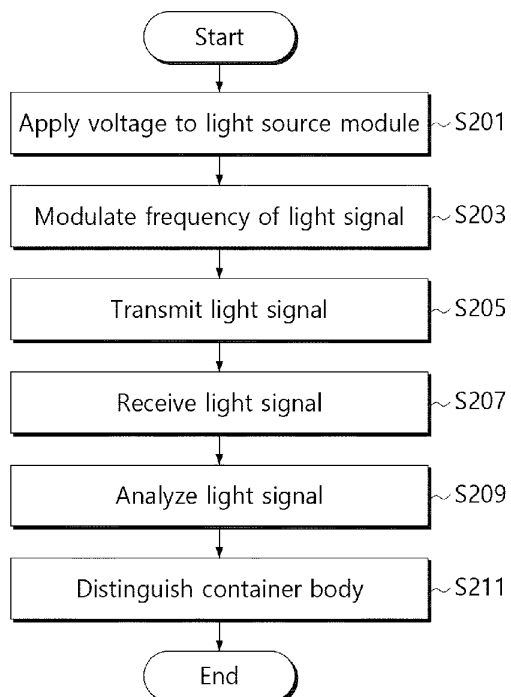 Start
Apply voltage to light source module
S201
Modulate frequency of light signal
S203
Transmit light signal
S205
Receive light signal
S207
Analyze light signal
S209
Distinguish container body
S211
End